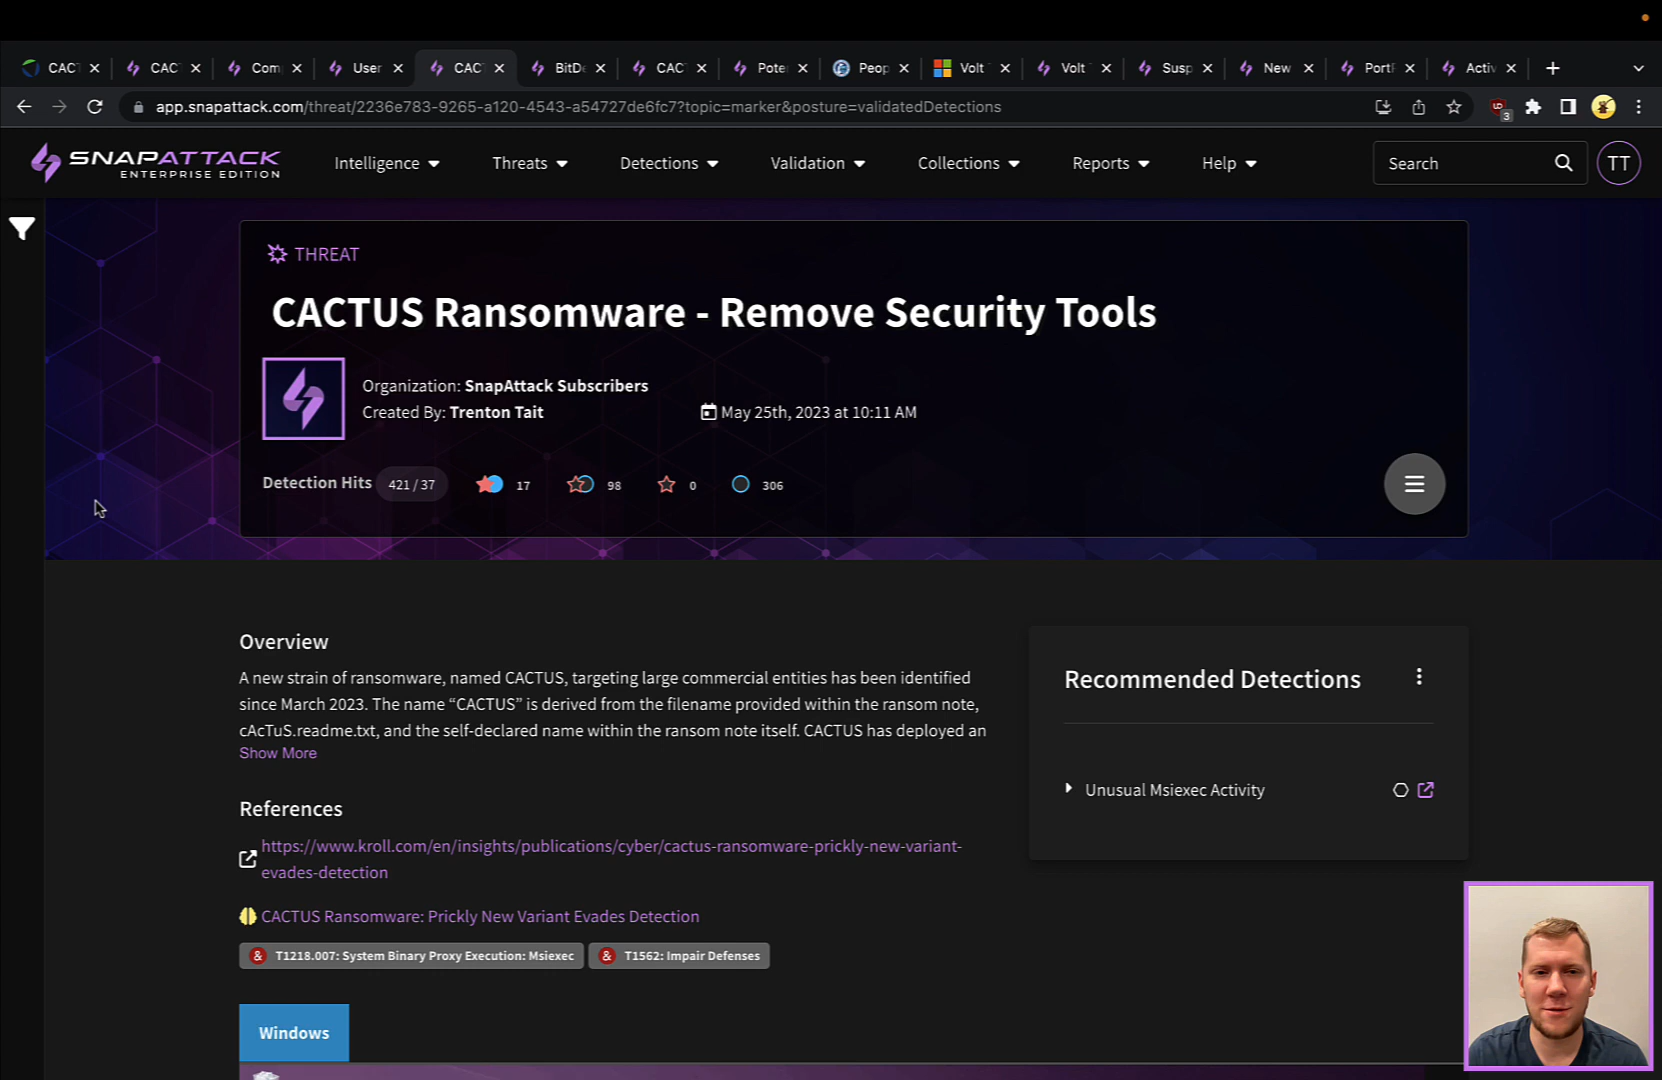 CAC
CAC
Com
User
CAC
BitD
CAC
Pote
Peop
Volt
Volt
Susp
New
Port
Activ
app.snapattack.com/threat/2236e783-9265-a120-4543-a54727de6fc7?topic=marker&posture=validatedDetections
3
SNAPATTACK
ENTERPRISE EDITION
Intelligence
Threats
Detections
Validation
Collections
Reports
Help
Search
TT
THREAT
CACTUS Ransomware - Remove Security Tools
Organization: SnapAttack Subscribers
Created By: Trenton Tait
May 25th, 2023 at 10:11 AM
Detection Hits 421 / 37 17 98 0 306
Overview
A new strain of ransomware, named CACTUS, targeting large commercial entities has been identified
since March 2023. The name “CACTUS” is derived from the filename provided within the ransom note,
cAcTuS.readme.txt, and the self-declared name within the ransom note itself. CACTUS has deployed an
Show More
Recommended Detections
Unusual Msiexec Activity
References
https://www.kroll.com/en/insights/publications/cyber/cactus-ransomware-prickly-new-variant-
evades-detection
CACTUS Ransomware: Prickly New Variant Evades Detection
& T1218.007: System Binary Proxy Execution: Msiexec
& T1562: Impair Defenses
Windows